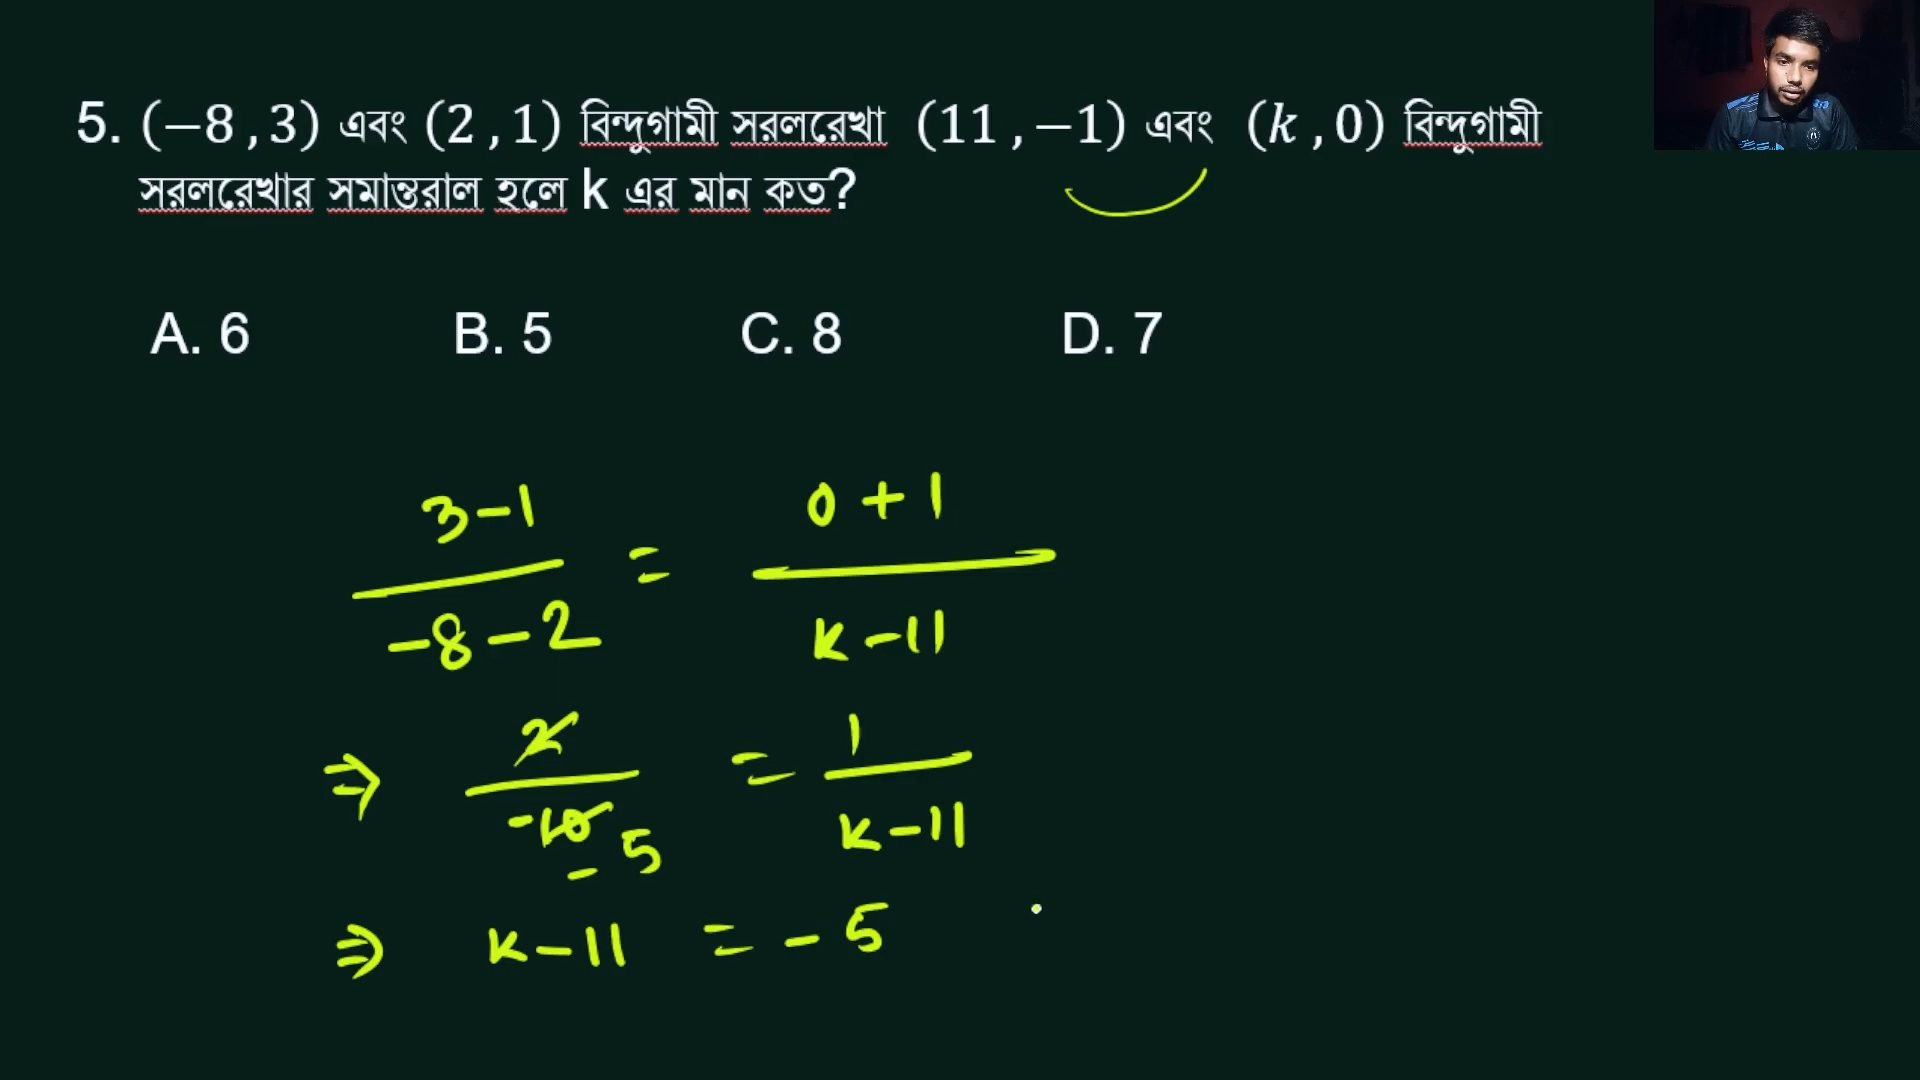 5. (−8 , 3) এবং (2 , 1) বিন্দুগামী সরলরেখা (11 , −1) এবং (k , 0) বিন্দুগামী
সরলরেখার সমান্তরাল হলে k এর মান কত?
A. 6 B. 5 C. 8 D. 7
3-1 = 0 + 1
-8-2 k-11
⇒ 2 = 1
-10 k-11
-5
⇒ k-11 = -5